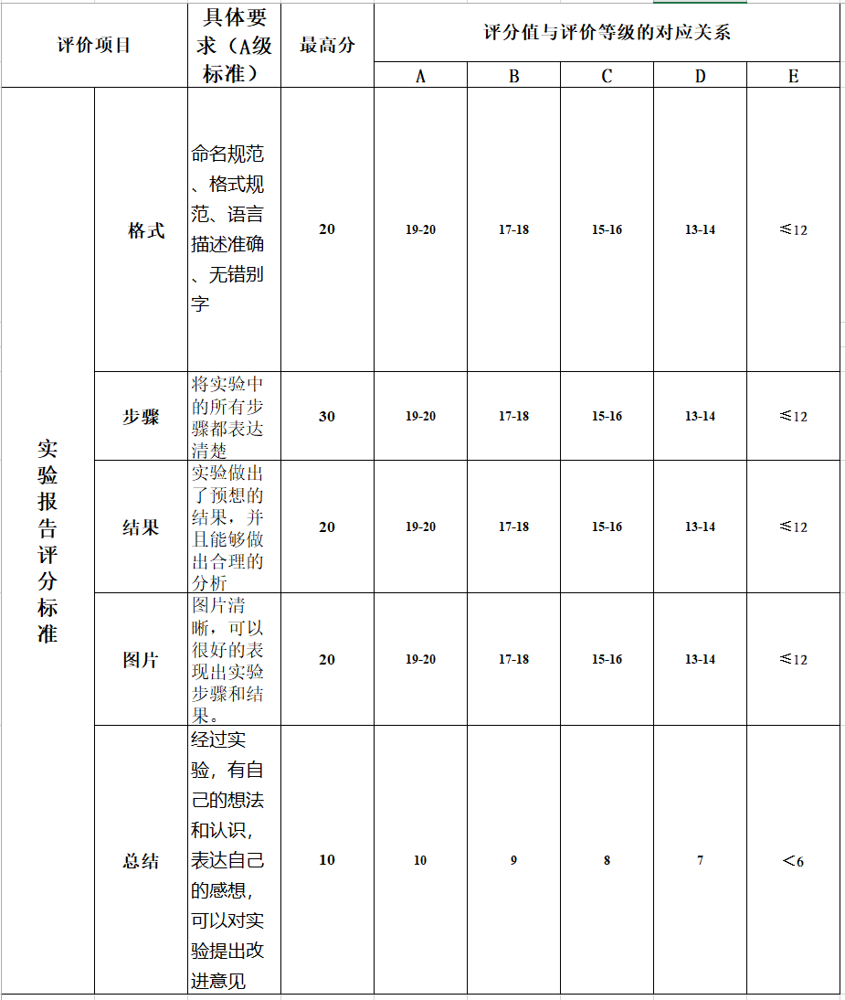 评价项目
具体要
求（A级
标准）
最高分
评分值与评价等级的对应关系
A
B
C
D
E
实
验
报
告
评
分
标
准
格式
命名规范
、格式规
范、语言
描述准确
、无错别
字
20
19-20
17-18
15-16
13-14
≤12
步骤
将实验中
的所有步
骤都表达
清楚
30
19-20
17-18
15-16
13-14
≤12
结果
实验做出
了预想的
结果，并
且能够做
出合理的
分析
20
19-20
17-18
15-16
13-14
≤12
图片
图片清
晰，可以
很好的表
现出实验
步骤和结
果。
20
19-20
17-18
15-16
13-14
≤12
总结
经过实
验，有自
己的想法
和认识，
表达自己
的感想，
可以对实
验提出改
进意见
10
10
9
8
7
＜6